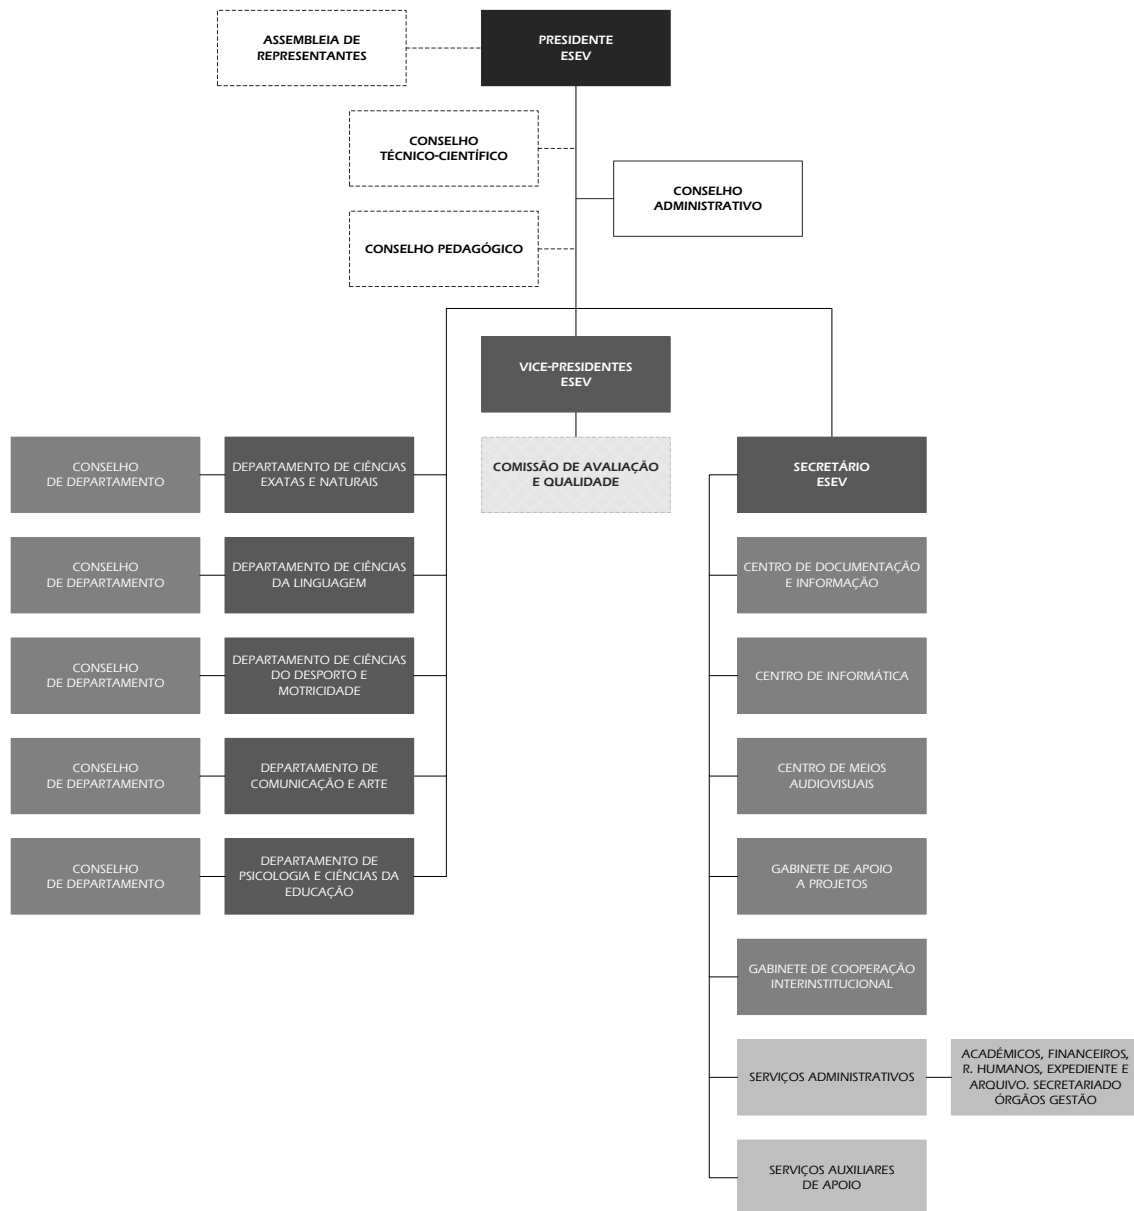 ASSEMBLEIA DE
REPRESENTANTES
PRESIDENTE
ESEV
CONSELHO
TÉCNICO-CIENTÍFICO
CONSELHO
ADMINISTRATIVO
CONSELHO PEDAGÓGICO
VICE-PRESIDENTES
ESEV
CONSELHO
DE DEPARTAMENTO
DEPARTAMENTO DE CIÊNCIAS
EXATAS E NATURAIS
COMISSÃO DE AVALIAÇÃO
E QUALIDADE
SECRETÁRIO
ESEV
CONSELHO
DE DEPARTAMENTO
DEPARTAMENTO DE CIÊNCIAS
DA LINGUAGEM
CENTRO DE DOCUMENTAÇÃO
E INFORMAÇÃO
CONSELHO
DE DEPARTAMENTO
DEPARTAMENTO DE CIÊNCIAS
DO DESPORTO E
MOTRICIDADE
CENTRO DE INFORMÁTICA
CONSELHO
DE DEPARTAMENTO
DEPARTAMENTO DE
COMUNICAÇÃO E ARTE
CENTRO DE MEIOS
AUDIOVISUAIS
CONSELHO
DE DEPARTAMENTO
DEPARTAMENTO DE
PSICOLOGIA E CIÊNCIAS DA
EDUCAÇÃO
GABINETE DE APOIO
A PROJETOS
GABINETE DE COOPERAÇÃO
INTERINSTITUCIONAL
SERVIÇOS ADMINISTRATIVOS
ACADÉMICOS, FINANCEIROS,
R. HUMANOS, EXPEDIENTE E
ARQUIVO. SECRETARIADO
ÓRGÃOS GESTÃO
SERVIÇOS AUXILIARES
DE APOIO